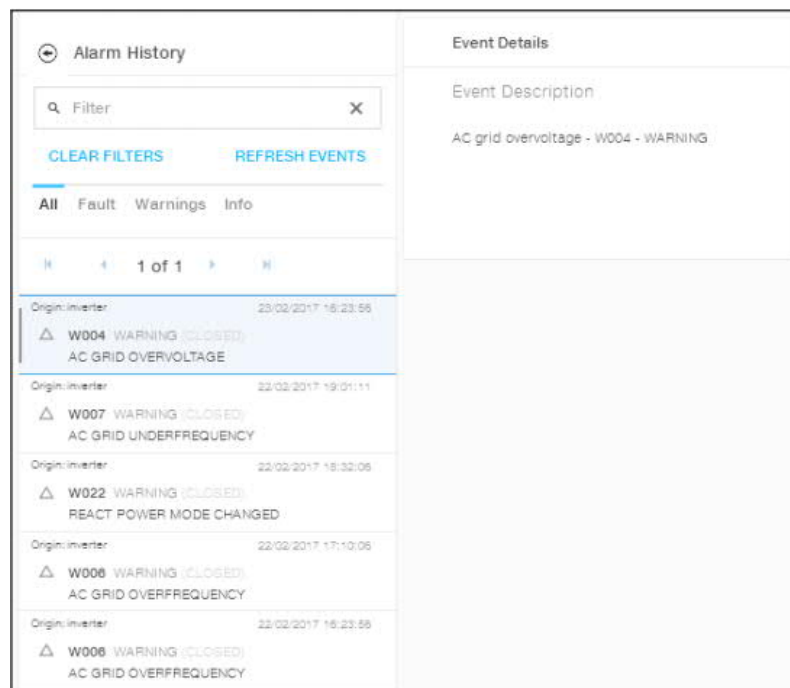 Alarm History
Filter
CLEAR FILTERS REFRESH EVENTS
All Fault Warnings Info
1 of 1
Origin: inverter 23/02/2017 16:23:56
W004 WARNING (CLOSED)
AC GRID OVERVOLTAGE
Origin: inverter 22/02/2017 19:01:11
W007 WARNING (CLOSED)
AC GRID UNDERFREQUENCY
Origin: inverter 22/02/2017 18:32:06
W022 WARNING (CLOSED)
REACT POWER MODE CHANGED
Origin: inverter 22/02/2017 17:10:06
W006 WARNING (CLOSED)
AC GRID OVERFREQUENCY
Origin: inverter 22/02/2017 16:23:56
W006 WARNING (CLOSED)
AC GRID OVERFREQUENCY
Event Details
Event Description
AC grid overvoltage - W004 - WARNING